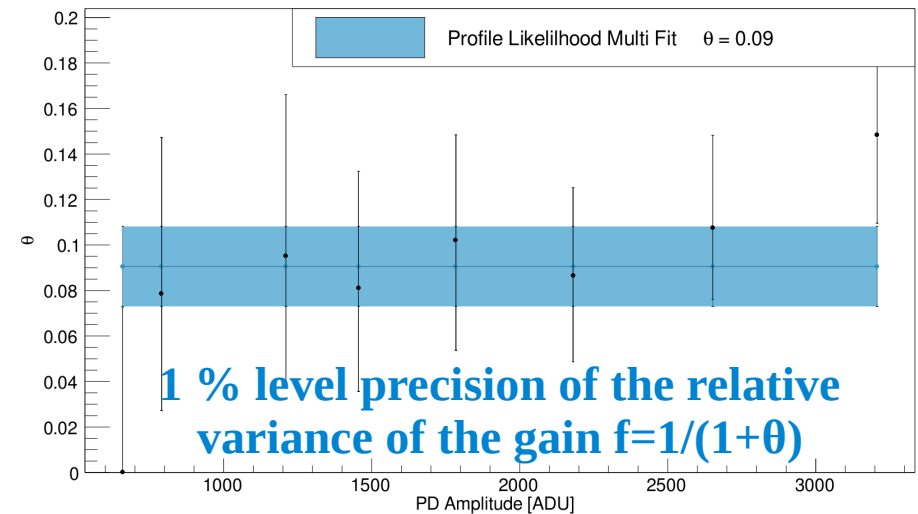 0.2
Profile Likelilhood Multi Fit θ = 0.09
0.18
0.16
0.14
0.12
0.1
θ
0.08
0.06
0.04
1 % level precision of the relative
0.02
variance of the gain f=1/(1+θ)
0
1000 1500 2000 2500 3000
PD Amplitude [ADU]